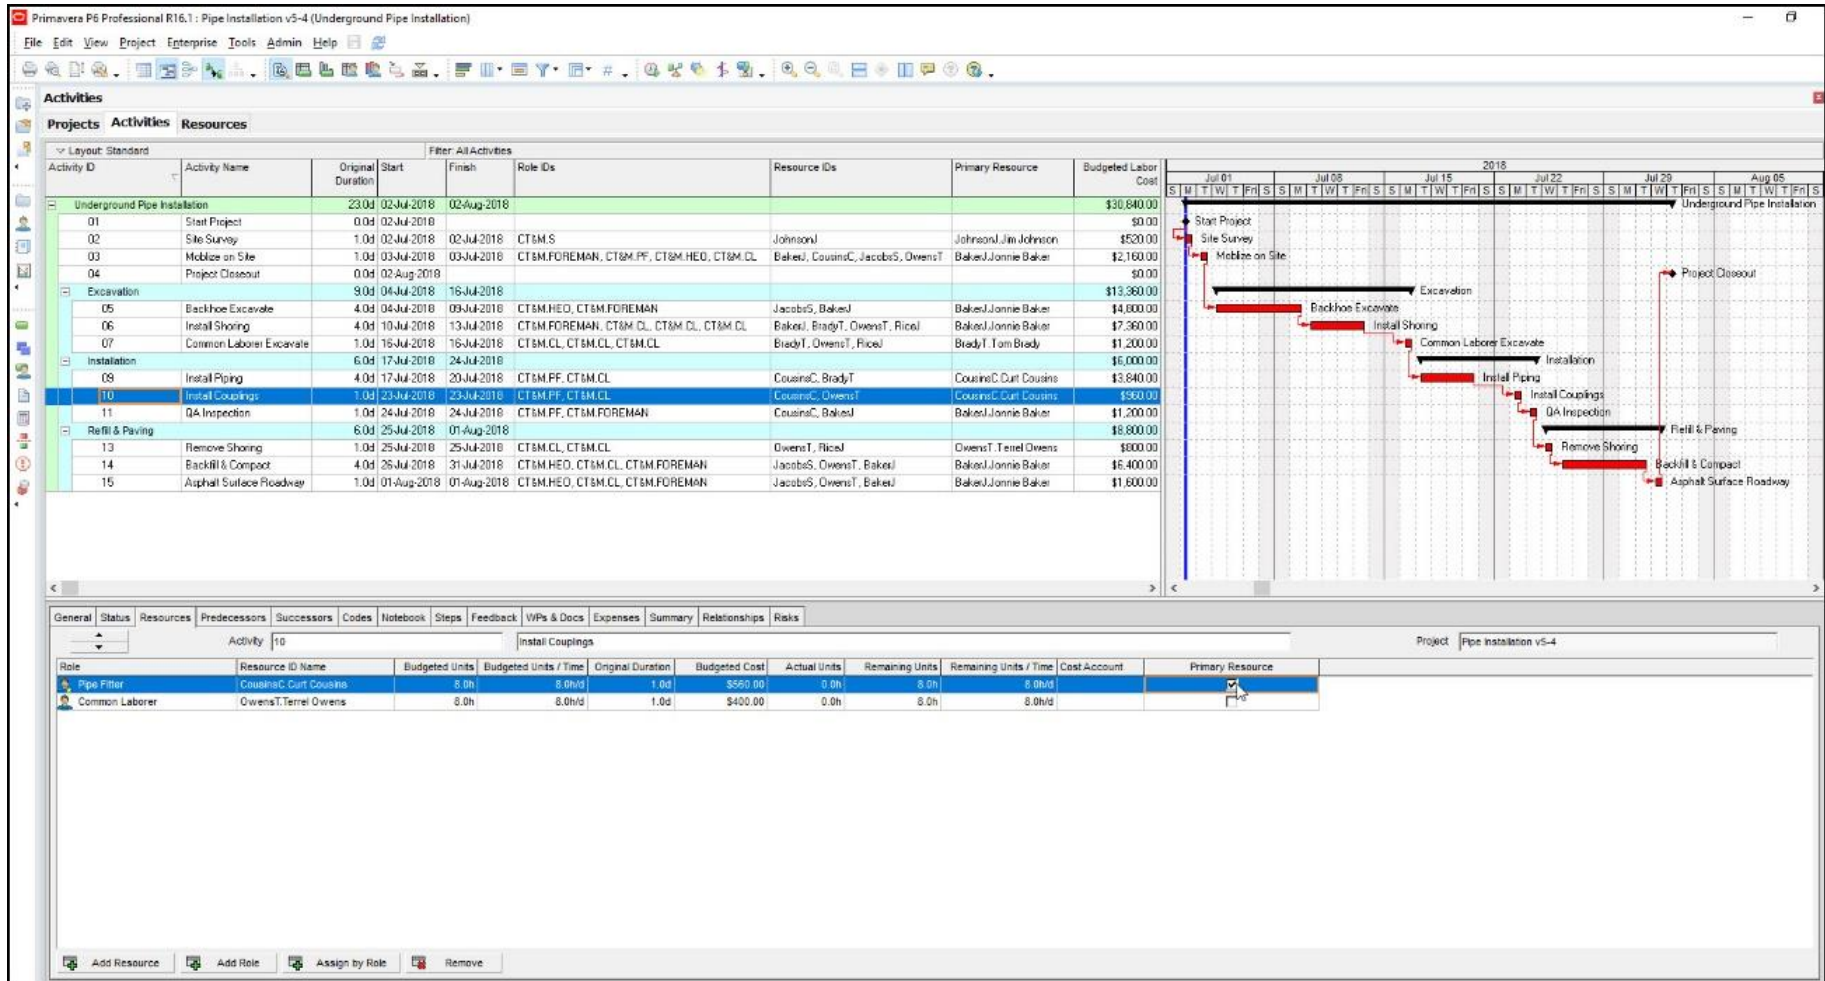 Primavera P6 Professional R16.1 : Pipe Installation v5-4 (Underground Pipe Installation)
File Edit View Project Enterprise Tools Admin Help
Activities
Projects Activities Resources
Layout: Standard Filter: All Activities
Activity ID Activity Name Original Duration Start Finish Role IDs Resource IDs Primary Resource Budgeted Labor Cost
2018
Jul 01 Jul 08 Jul 15 Jul 22 Jul 29 Aug 05
S M T W T Fri S S M T W T Fri S S M T W T Fri S S M T W T Fri S S M T W T Fri S S M T W T Fri S
Underground Pipe Installation 23.0d 02-Jul-2018 02-Aug-2018 $30,840.00 Underground Pipe Installation
01 Start Project 0.0d 02-Jul-2018 $0.00 Start Project
02 Site Survey 1.0d 02-Jul-2018 02-Jul-2018 CT&M.S JohnsonJ JohnsonJ.Jim Johnson $520.00 Site Survey
03 Moblize on Site 1.0d 03-Jul-2018 03-Jul-2018 CT&M.FOREMAN, CT&M.PF, CT&M.HEO, CT&M.CL BakerJ, CousinsC, JacobsS, OwensT BakerJ.Jonnie Baker $2,160.00 Moblize on Site
04 Project Closeout 0.0d 02-Aug-2018 $0.00 Project Closeout
Excavation 9.0d 04-Jul-2018 16-Jul-2018 $13,360.00 Excavation
05 Backhoe Excavate 4.0d 04-Jul-2018 09-Jul-2018 CT&M.HEO, CT&M.FOREMAN JacobsS, BakerJ BakerJ.Jonnie Baker $4,800.00 Backhoe Excavate
06 Install Shoring 4.0d 10-Jul-2018 13-Jul-2018 CT&M.FOREMAN, CT&M.CL, CT&M.CL, CT&M.CL BakerJ, BradyT, OwensT, RiceJ BakerJ.Jonnie Baker $7,360.00 Install Shoring
07 Common Laborer Excavate 1.0d 16-Jul-2018 16-Jul-2018 CT&M.CL, CT&M.CL, CT&M.CL BradyT, OwensT, RiceJ BradyT.Tom Brady $1,200.00 Common Laborer Excavate
Installation 6.0d 17-Jul-2018 24-Jul-2018 $6,000.00 Installation
09 Install Piping 4.0d 17-Jul-2018 20-Jul-2018 CT&M.PF, CT&M.CL CousinsC, BradyT CousinsC.Curt Cousins $3,840.00 Install Piping
10 Install Couplings 1.0d 23-Jul-2018 23-Jul-2018 CT&M.PF, CT&M.CL CousinsC, OwensT CousinsC.Curt Cousins $960.00 Install Couplings
11 QA Inspection 1.0d 24-Jul-2018 24-Jul-2018 CT&M.PF, CT&M.FOREMAN CousinsC, BakerJ BakerJ.Jonnie Baker $1,200.00 QA Inspection
Refill & Paving 6.0d 25-Jul-2018 01-Aug-2018 $8,800.00 Refill & Paving
13 Remove Shoring 1.0d 25-Jul-2018 25-Jul-2018 CT&M.CL, CT&M.CL OwensT, RiceJ OwensT.Terrel Owens $800.00 Remove Shoring
14 Backfill & Compact 4.0d 26-Jul-2018 31-Jul-2018 CT&M.HEO, CT&M.CL, CT&M.FOREMAN JacobsS, OwensT, BakerJ BakerJ.Jonnie Baker $6,400.00 Backfill & Compact
15 Asphalt Surface Roadway 1.0d 01-Aug-2018 01-Aug-2018 CT&M.HEO, CT&M.CL, CT&M.FOREMAN JacobsS, OwensT, BakerJ BakerJ.Jonnie Baker $1,600.00 Asphalt Surface Roadway
General Status Resources Predecessors Successors Codes Notebook Steps Feedback WPs & Docs Expenses Summary Relationships Risks
Activity 10 Install Couplings Project Pipe Installation v5-4
Role Resource ID Name Budgeted Units Budgeted Units / Time Original Duration Budgeted Cost Actual Units Remaining Units Remaining Units / Time Cost Account Primary Resource
Pipe Fitter CousinsC.Curt Cousins 8.0h 8.0h/d 1.0d $560.00 0.0h 8.0h 8.0h/d
Common Laborer OwensT.Terrel Owens 8.0h 8.0h/d 1.0d $400.00 0.0h 8.0h 8.0h/d
Add Resource Add Role Assign by Role Remove